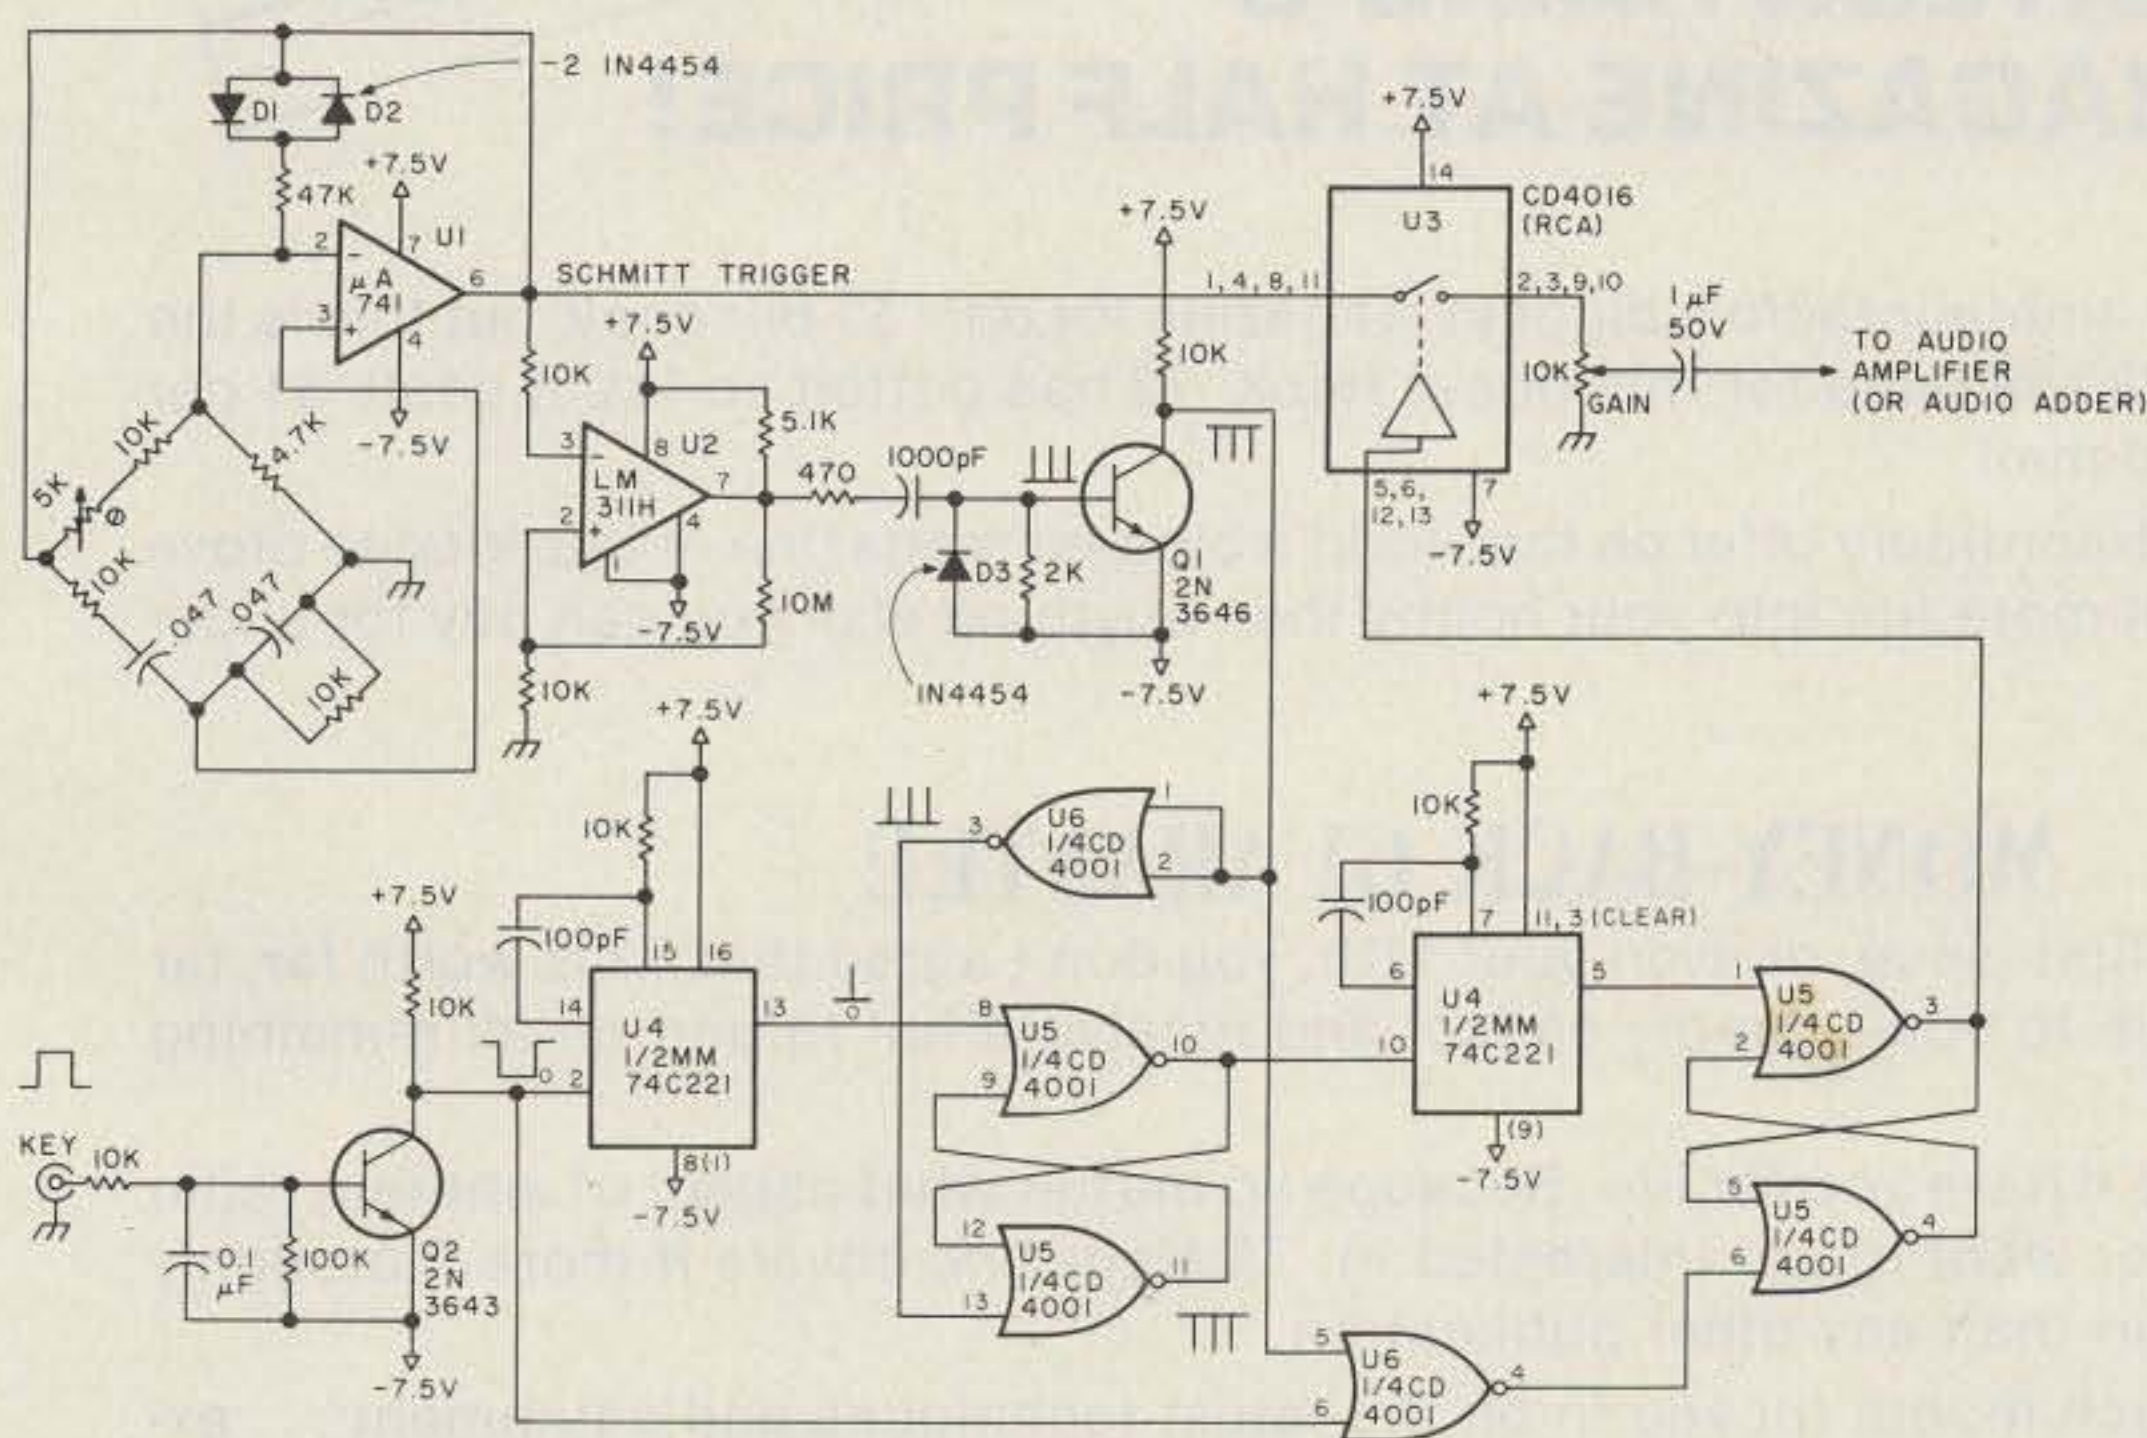 -2 IN4454
D1
D2
+7.5V
47K
2
-
7
U1
μA
741
6
3
+
4
-7.5V
SCHMITT TRIGGER
10K
4.7K
5K
Ø
10K
.047
.047
10K
+7.5V
10K
5.1K
3
-
8
U2
LM
311H
7
2
+
4
1
-7.5V
10M
10K
470
1000pF
D3
2K
IN4454
+7.5V
10K
Q1
2N
3646
-7.5V
+7.5V
14
CD4016
(RCA)
U3
1, 4, 8, 11
2,3,9,10
5, 6,
12, 13
7
-7.5V
10K
GAIN
1μF
50V
TO AUDIO
AMPLIFIER
(OR AUDIO ADDER)
KEY
10K
0.1
μF
100K
+7.5V
10K
Q2
2N
3643
-7.5V
+7.5V
10K
100pF
15
16
14
13
U4
1/2MM
74C221
0
2
8(1)
-7.5V
0
3
U6
1/4CD
4001
1
2
8
U5
1/4CD
4001
10
9
12
U5
1/4CD
4001
11
13
+7.5V
10K
100pF
7
11, 3 (CLEAR)
6
5
U4
1/2MM
74C221
10
(9)
-7.5V
1
U5
1/4CD
4001
3
2
5
U5
1/4CD
4001
4
6
5
U6
1/4CD
4001
4
6